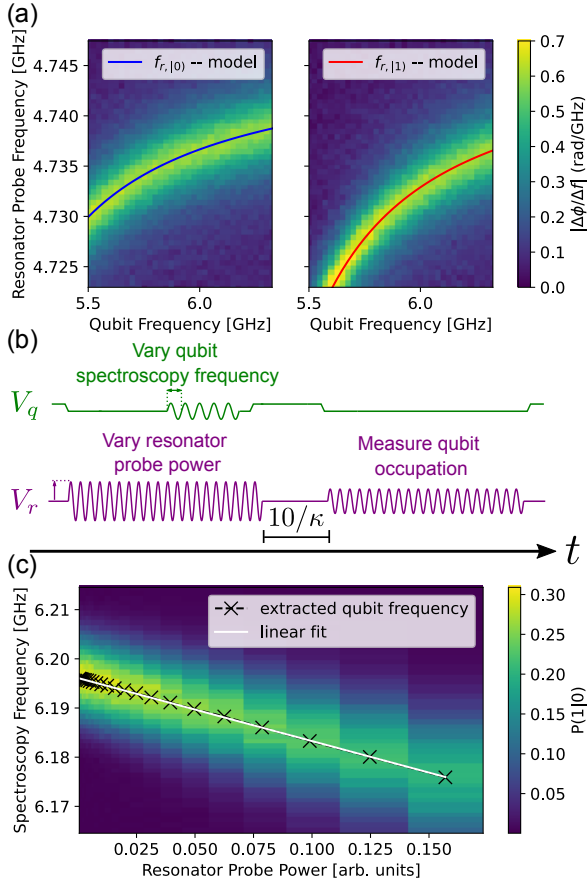 (a)
f_{r,|0⟩} -- model
f_{r,|1⟩} -- model
Resonator Probe Frequency [GHz]
4.745
4.740
4.735
4.730
4.725
5.5
6.0
Qubit Frequency [GHz]
5.5
6.0
Qubit Frequency [GHz]
0.7
0.6
0.5
0.4
0.3
0.2
0.1
0.0
|Δϕ/Δf| (rad/GHz)
(b)
Vary qubit
spectroscopy frequency
V_q
Vary resonator
probe power
Measure qubit
occupation
V_r
10/κ
t
(c)
extracted qubit frequency
linear fit
Spectroscopy Frequency [GHz]
6.21
6.20
6.19
6.18
6.17
0.025
0.050
0.075
0.100
0.125
0.150
Resonator Probe Power [arb. units]
0.30
0.25
0.20
0.15
0.10
0.05
P(1|0)